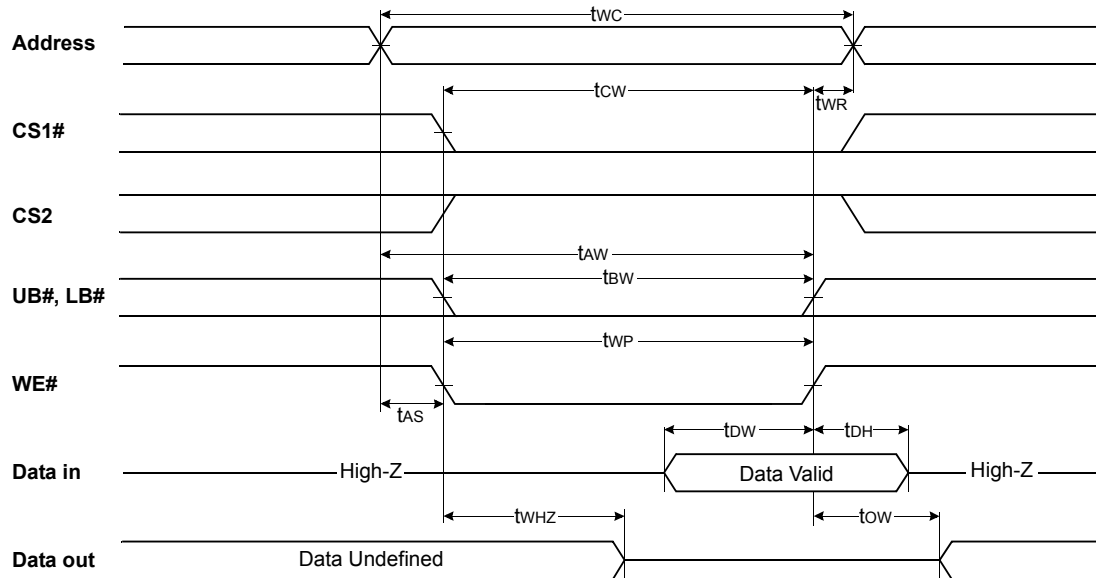 tWC
Address
tCW
tWR
CS1#
CS2
tAW
tBW
UB#, LB#
tWP
WE#
tAS
tDW
tDH
Data in
High-Z
Data Valid
High-Z
tWHZ
tOW
Data out
Data Undefined